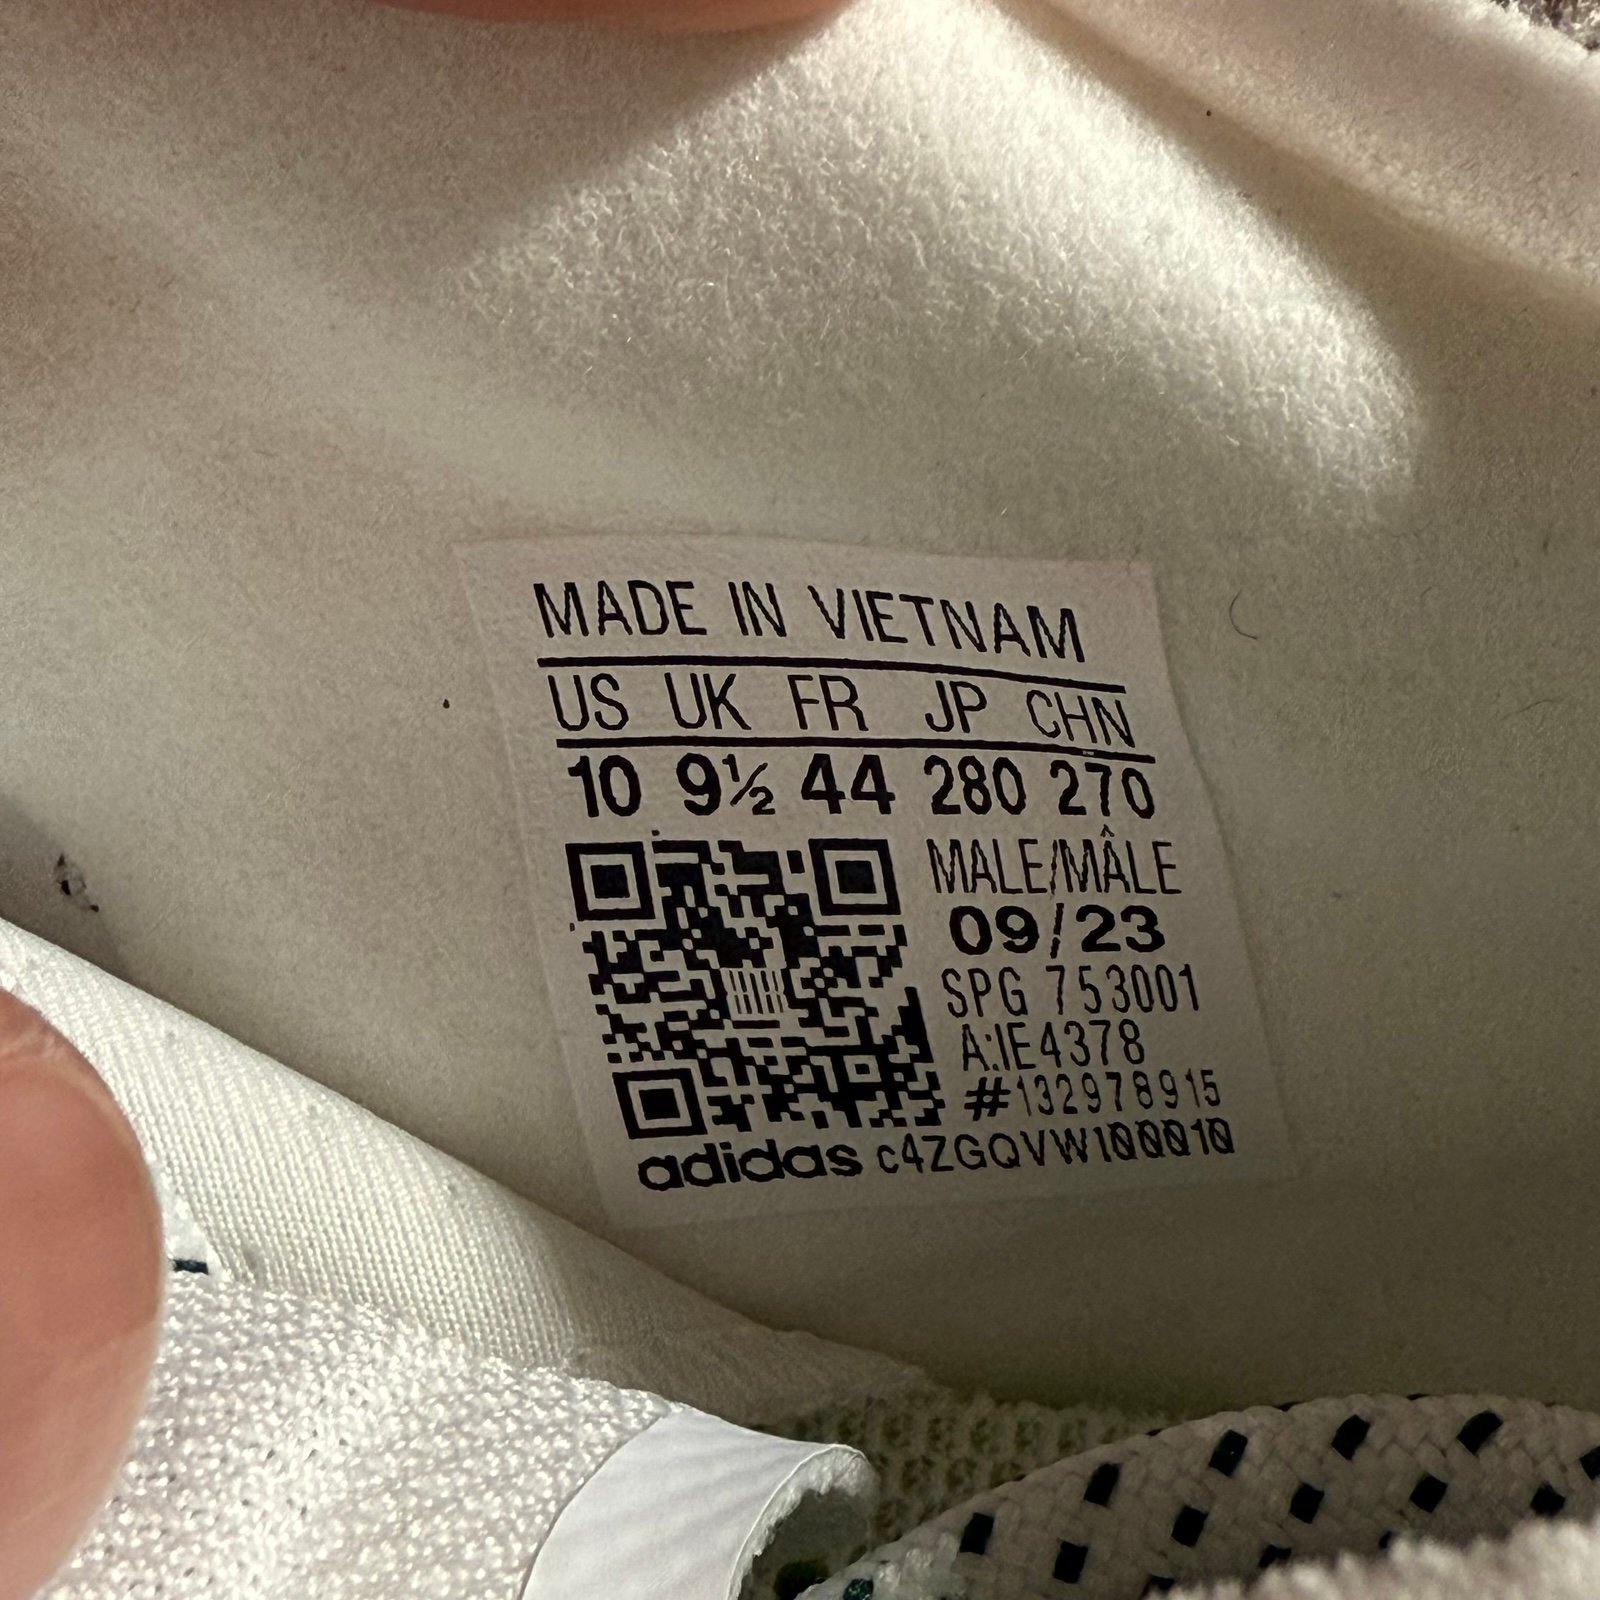 MADE IN VIETNAM
US UK FR JP CHN
10 9½ 44 280 270
MALE/MÂLE
09/23
SPG 753001
A:IE4378
#132978915
adidas c4ZGQVW100010